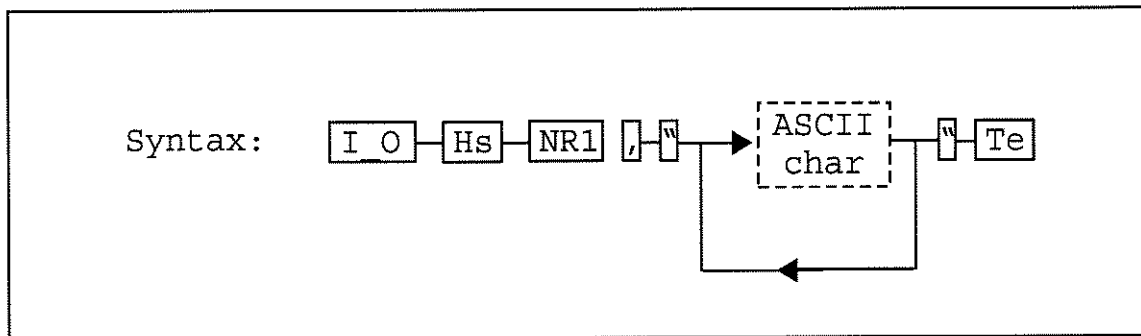 Syntax: I_O Hs NR1 , " ASCII char " Te